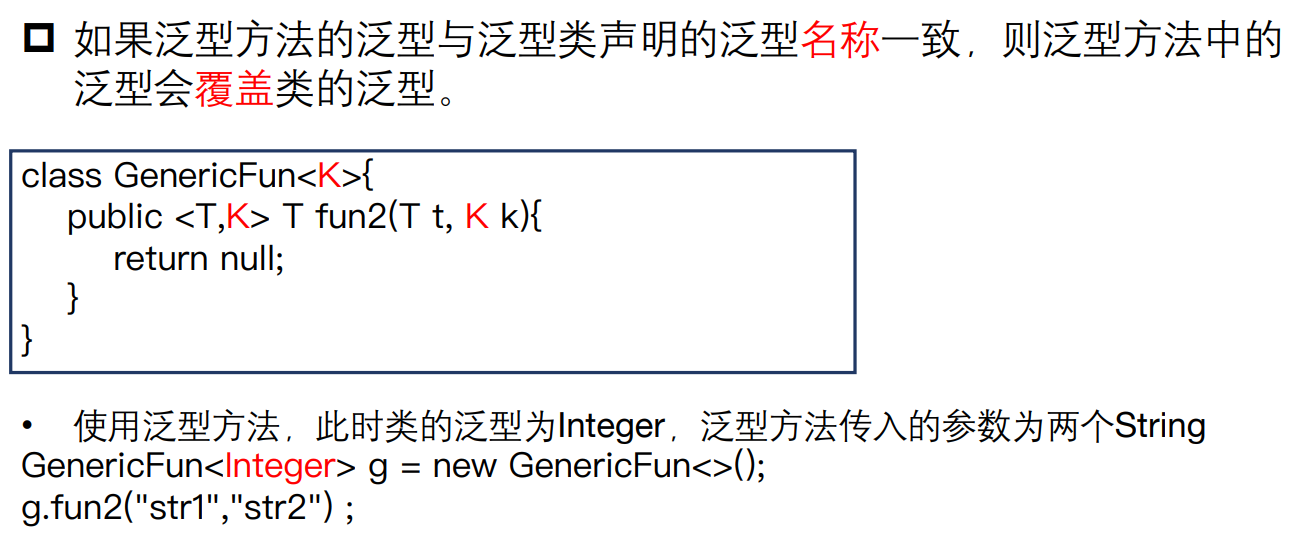 如果泛型方法的泛型与泛型类声明的泛型名称一致，则泛型方法中的
泛型会覆盖类的泛型。
class GenericFun<K>{
public <T,K> T fun2(T t, K k){
return null;
}
}
• 使用泛型方法，此时类的泛型为Integer，泛型方法传入的参数为两个String
GenericFun<Integer> g = new GenericFun<>();
g.fun2("str1","str2") ;